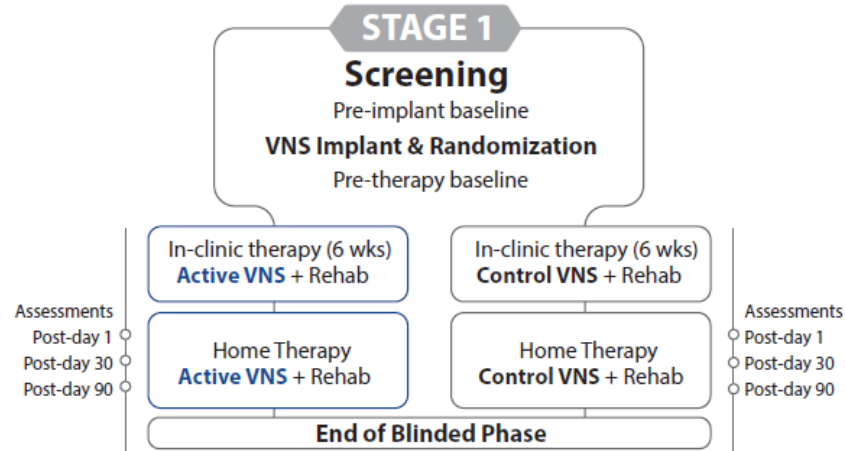 STAGE 1
Screening
Pre-implant baseline
VNS Implant & Randomization
Pre-therapy baseline
In-clinic therapy (6 wks)
Active VNS + Rehab
In-clinic therapy (6 wks)
Control VNS + Rehab
Assessments
Post-day 1
Post-day 30
Post-day 90
Home Therapy
Active VNS + Rehab
Home Therapy
Control VNS + Rehab
Assessments
Post-day 1
Post-day 30
Post-day 90
End of Blinded Phase